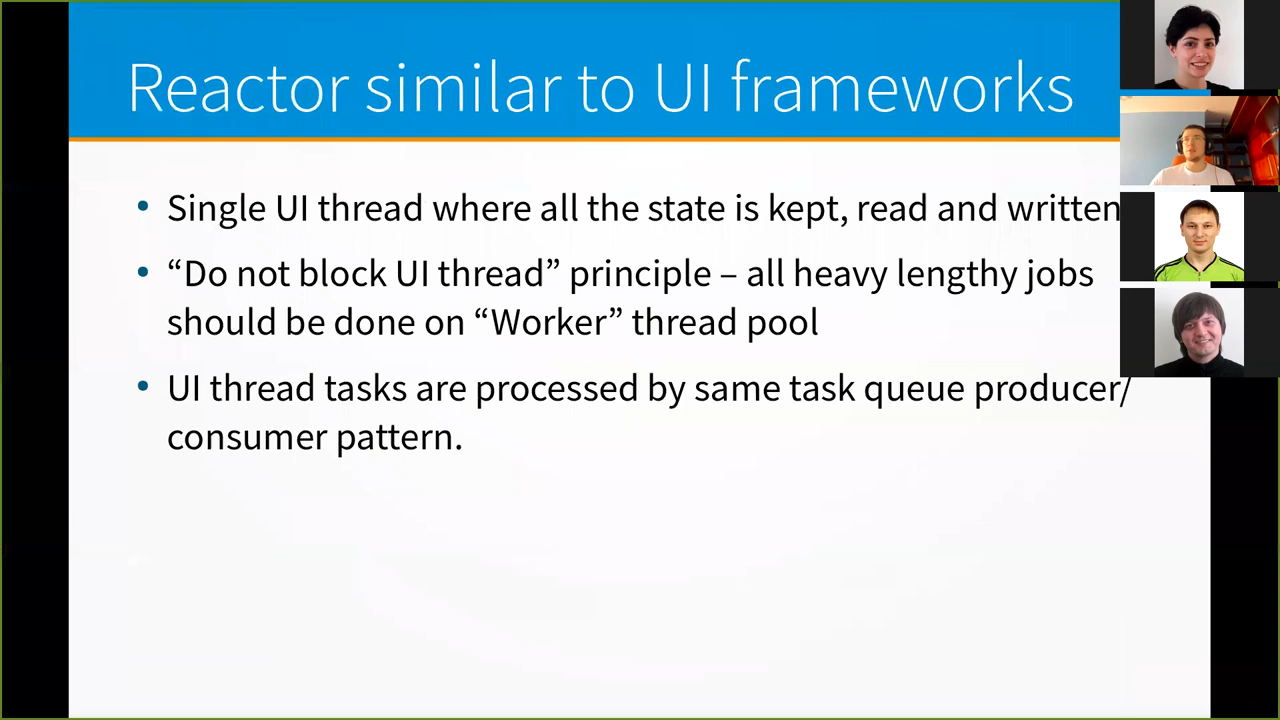 Reactor similar to UI frameworks
• Single UI thread where all the state is kept, read and written
• “Do not block UI thread” principle – all heavy lengthy jobs
should be done on “Worker” thread pool
• UI thread tasks are processed by same task queue producer/
consumer pattern.